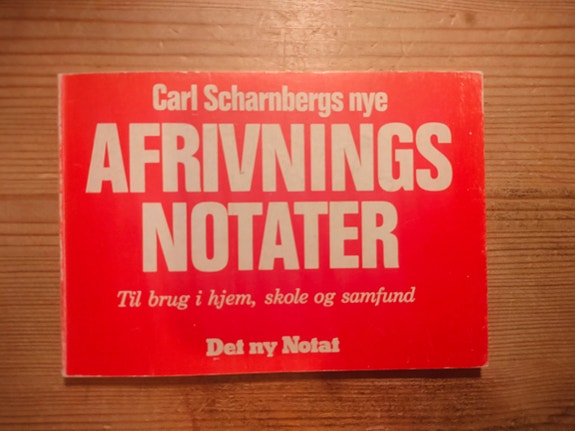 Carl Scharnbergs nye
AFRIVNINGS
NOTATER
Til brug i hjem, skole og samfund
Det ny Notat